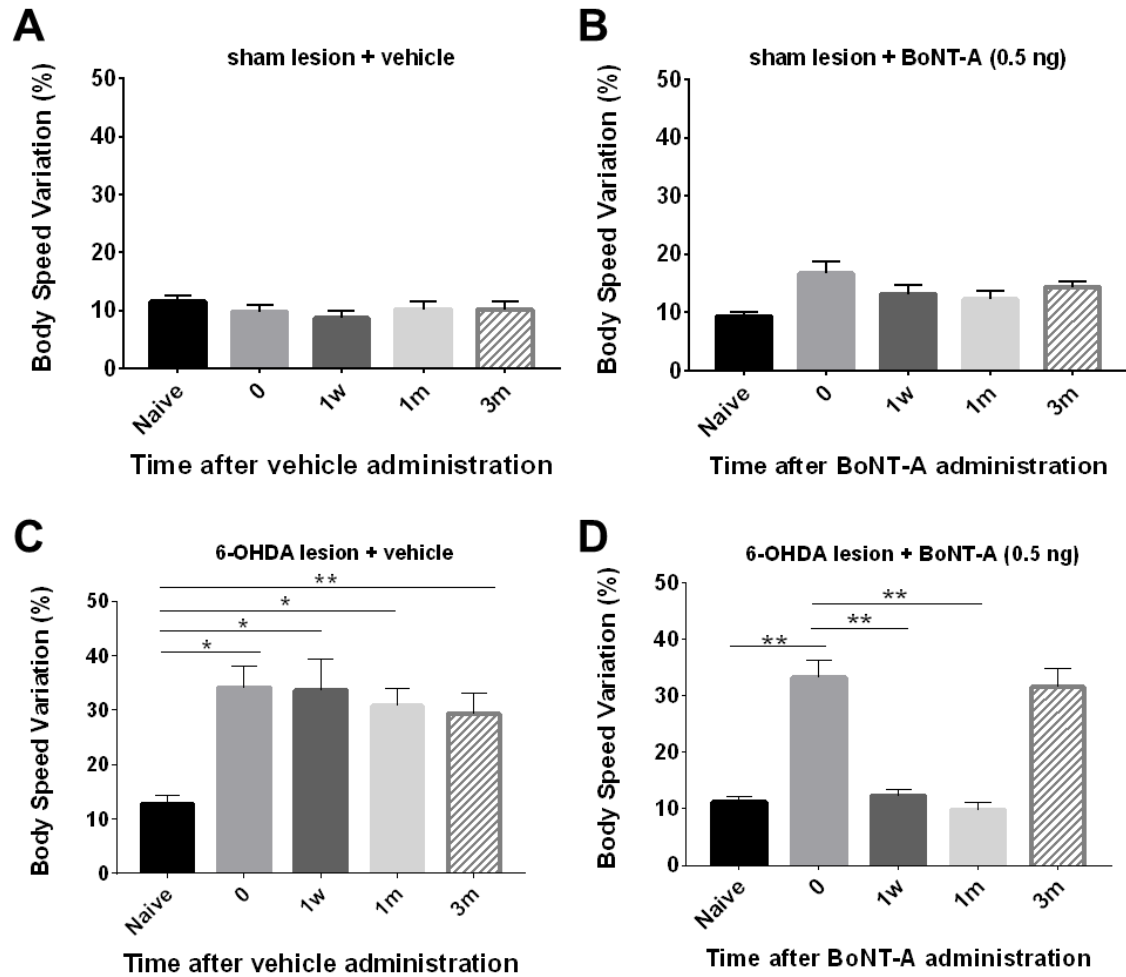 A
sham lesion + vehicle
Body Speed Variation (%)
50
40
30
20
10
0
Naive
0
1w
1m
3m
Time after vehicle administration
B
sham lesion + BoNT-A (0.5 ng)
Body Speed Variation (%)
50
40
30
20
10
0
Naive
0
1w
1m
3m
Time after BoNT-A administration
C
6-OHDA lesion + vehicle
Body Speed Variation (%)
50
40
30
20
10
0
**
*
*
*
Naive
0
1w
1m
3m
Time after vehicle administration
D
6-OHDA lesion + BoNT-A (0.5 ng)
Body Speed Variation (%)
50
40
30
20
10
0
**
**
**
Naive
0
1w
1m
3m
Time after BoNT-A administration